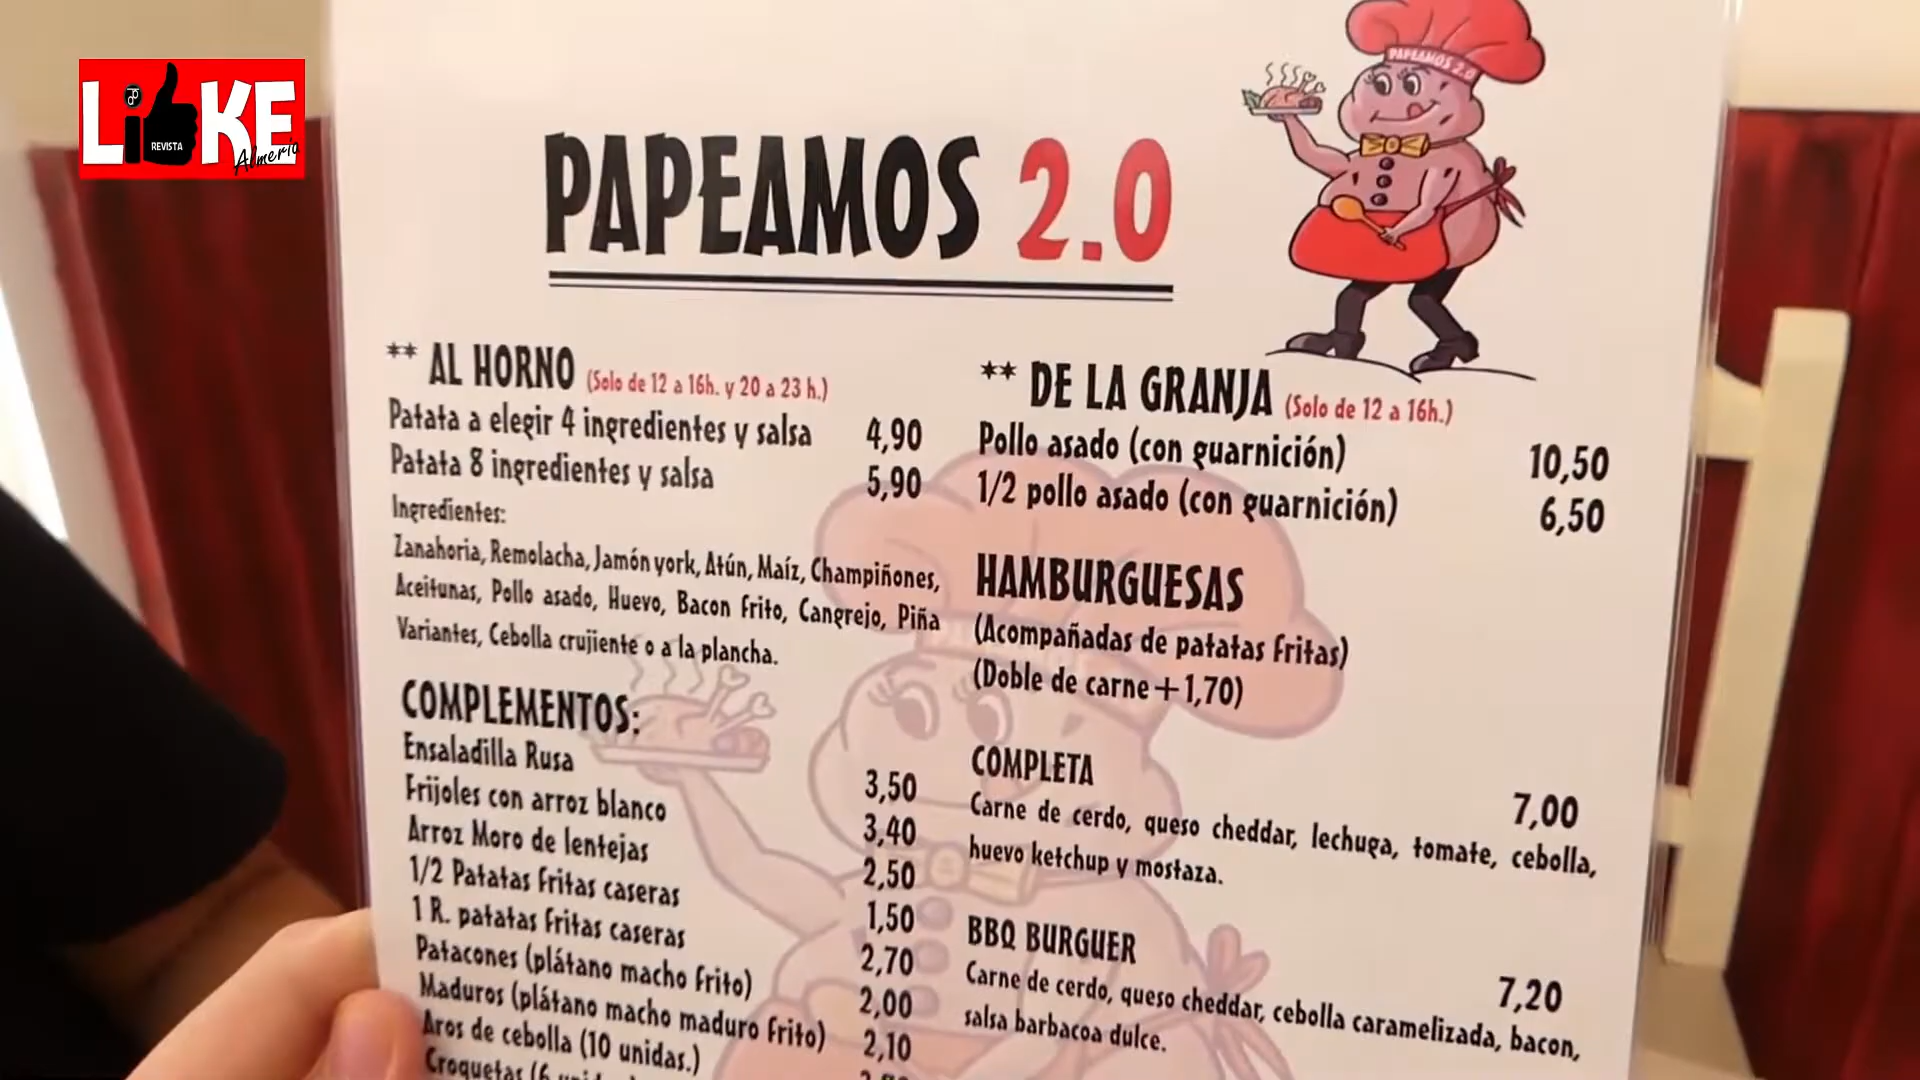 LIKE
REVISTA
Almería
PAPEAMOS 2.0
PAPEAMOS 2.0
** AL HORNO (Solo de 12 a 16h. y 20 a 23 h.)
Patata a elegir 4 ingredientes y salsa 4,90
Patata 8 ingredientes y salsa 5,90
Ingredientes:
Zanahoria, Remolacha, Jamón york, Atún, Maíz, Champiñones,
Aceitunas, Pollo asado, Huevo, Bacon frito, Cangrejo, Piña
Variantes, Cebolla crujiente o a la plancha.
COMPLEMENTOS:
Ensaladilla Rusa 3,50
Frijoles con arroz blanco 3,40
Arroz Moro de lentejas 2,50
1/2 Patatas fritas caseras 1,50
1 R. patatas fritas caseras 2,70
Patacones (plátano macho frito) 2,00
Maduros (plátano macho maduro frito) 2,10
Aros de cebolla (10 unidas.)
Croquetas (6
** DE LA GRANJA (Solo de 12 a 16h.)
Pollo asado (con guarnición) 10,50
1/2 pollo asado (con guarnición) 6,50
HAMBURGUESAS
(Acompañadas de patatas fritas)
(Doble de carne +1,70)
COMPLETA 7,00
Carne de cerdo, queso cheddar, lechuga, tomate, cebolla,
huevo ketchup y mostaza.
BBQ BURGUER 7,20
Carne de cerdo, queso cheddar, cebolla caramelizada, bacon,
salsa barbacoa dulce.